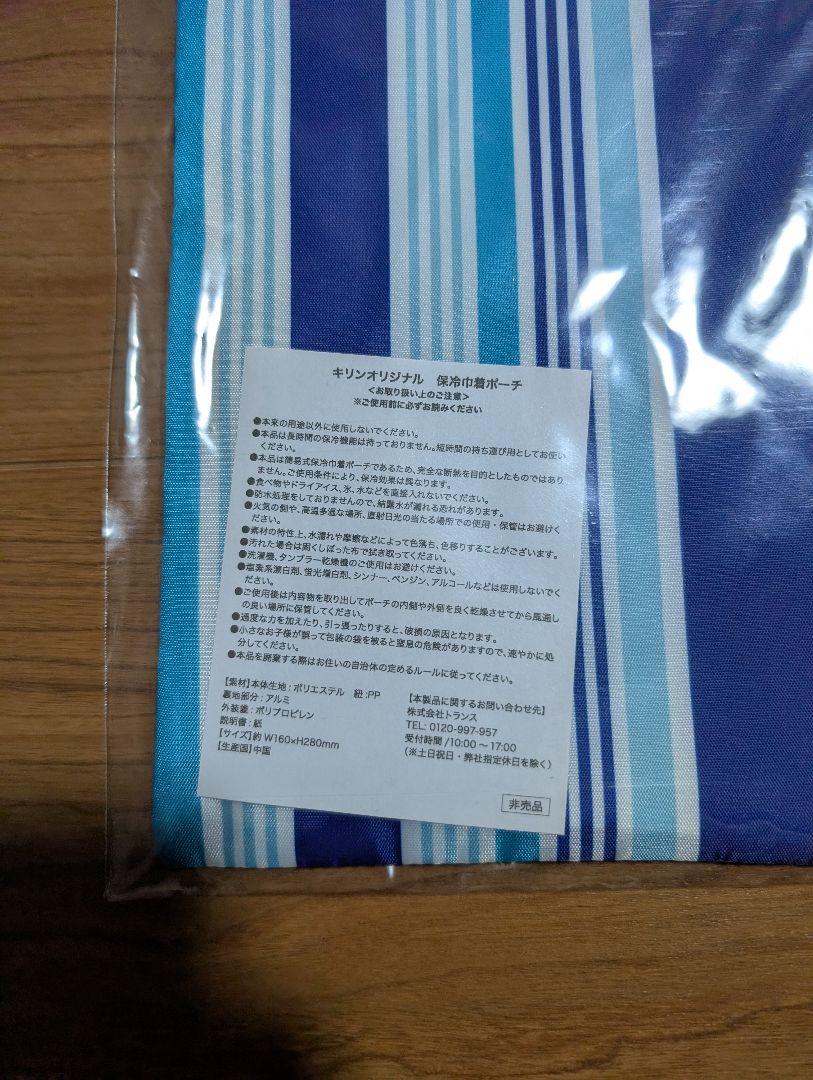 キリンオリジナル　保冷巾着ポーチ
＜お取り扱い上のご注意＞
※ご使用前に必ずお読みください
●本来の用途以外に使用しないでください。
●本品は長時間の保冷機能は持っておりません。短時間の持ち運び用としてお使い
ください。
●本品は簡易式保冷巾着ポーチであるため、完全な断熱を目的としたものではあり
ません。ご使用条件により、保冷効果は異なります。
●食べ物やドライアイス、氷、水などを直接入れないでください。
●防水処理をしておりませんので、結露水が漏れる恐れがあります。
●火気の側や、高温多湿な場所、直射日光の当たる場所での使用・保管はお避けく
ださい。
●素材の特性上、水濡れや摩擦などによって色落ち、色移りすることがございます。
●汚れた場合は固くしぼった布で拭き取ってください。
●洗濯機、タンブラー乾燥機のご使用はお避けください。
●塩素系漂白剤、蛍光増白剤、シンナー、ベンジン、アルコールなどは使用しないでく
ださい。
●ご使用後は内容物を取り出してポーチの内側や外側を良く乾燥させてから風通し
の良い場所に保管してください。
●過度な力を加えたり、引っ張ったりすると、破損の原因となります。
●小さなお子様が誤って包装の袋を被ると窒息の危険がありますので、速やかに処
分してください。
●本品を廃棄する際はお住いの自治体の定めるルールに従ってください。
【素材】本体生地：ポリエステル　紐：PP
裏地部分：アルミ
外装釜：ポリプロピレン
説明書：紙
【サイズ】約 W160×H280mm
【生産国】中国
【本製品に関するお問い合わせ先】
株式会社トランス
TEL: 0120-997-957
受付時間 /10:00 ～ 17:00
（※土日祝日・弊社指定休日を除く）
非売品